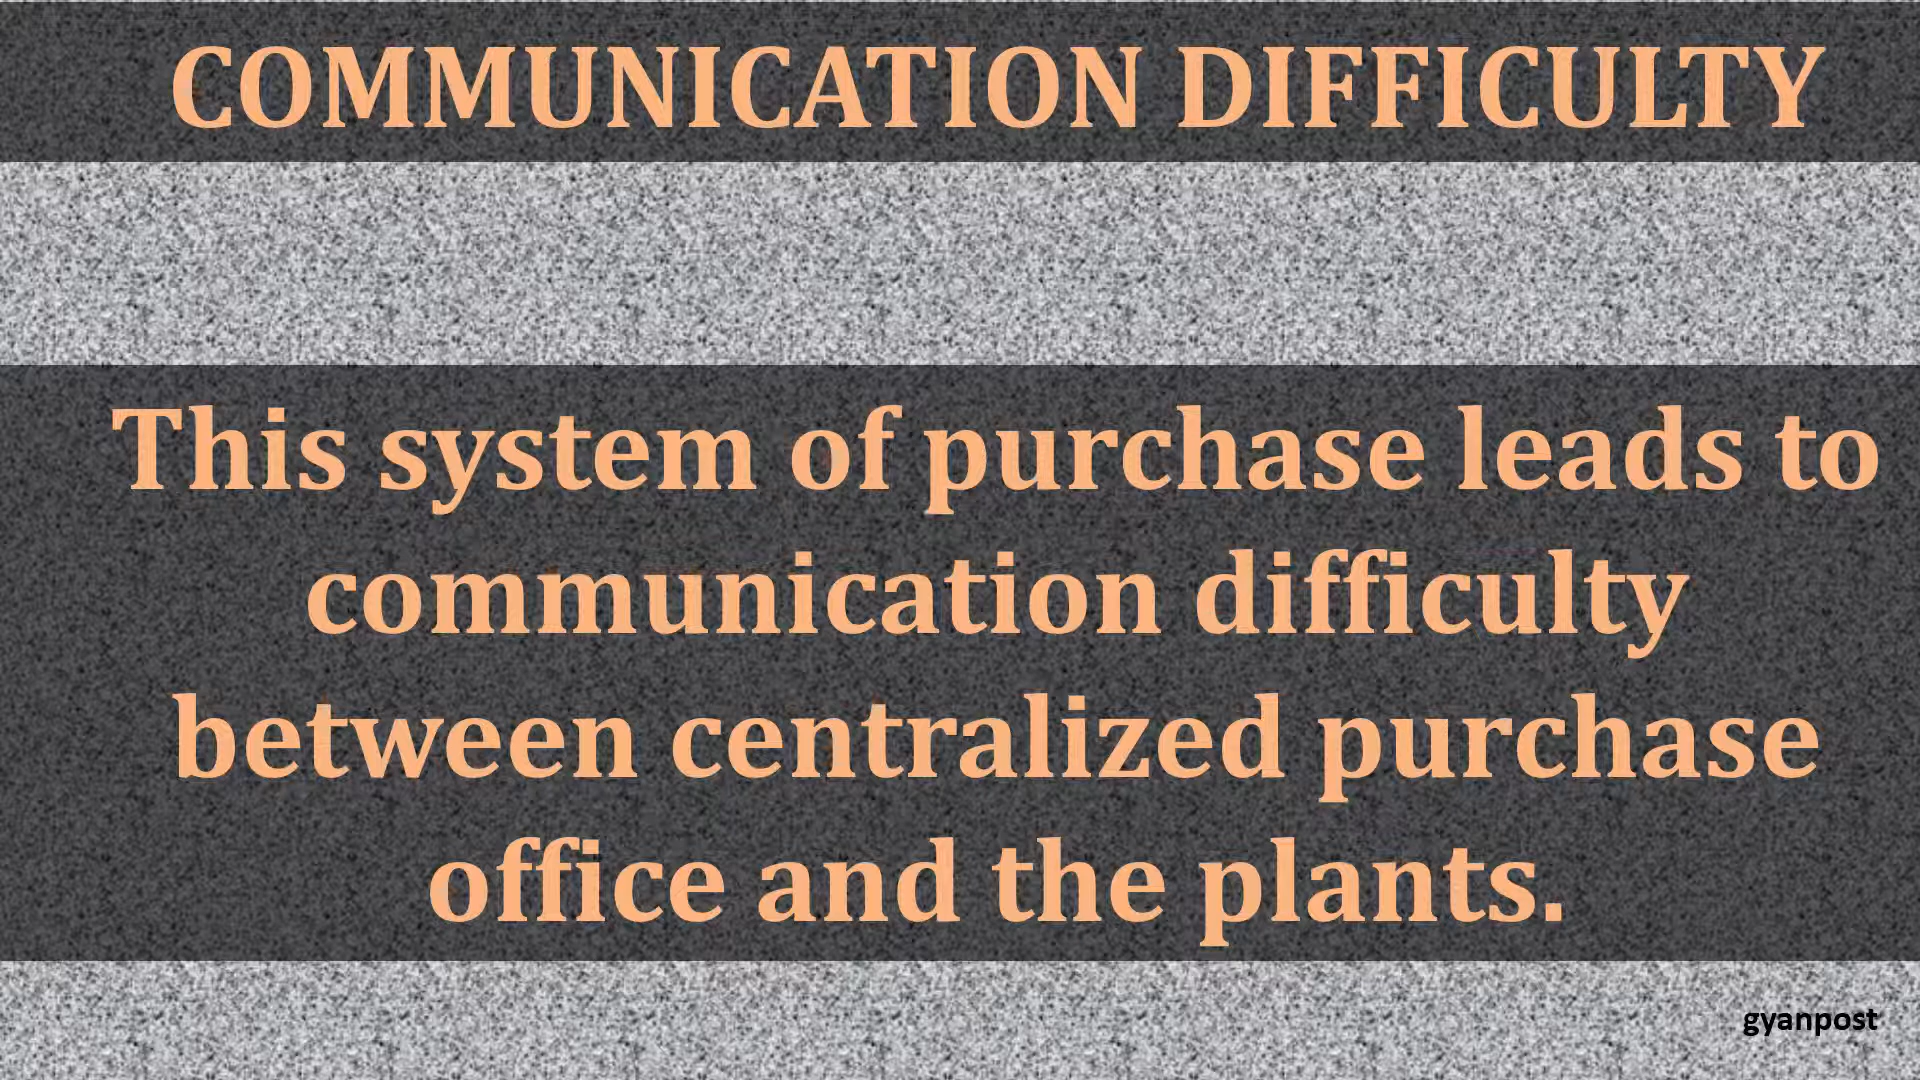 COMMUNICATION DIFFICULTY
This system of purchase leads to
communication difficulty
between centralized purchase
office and the plants.
gyanpost